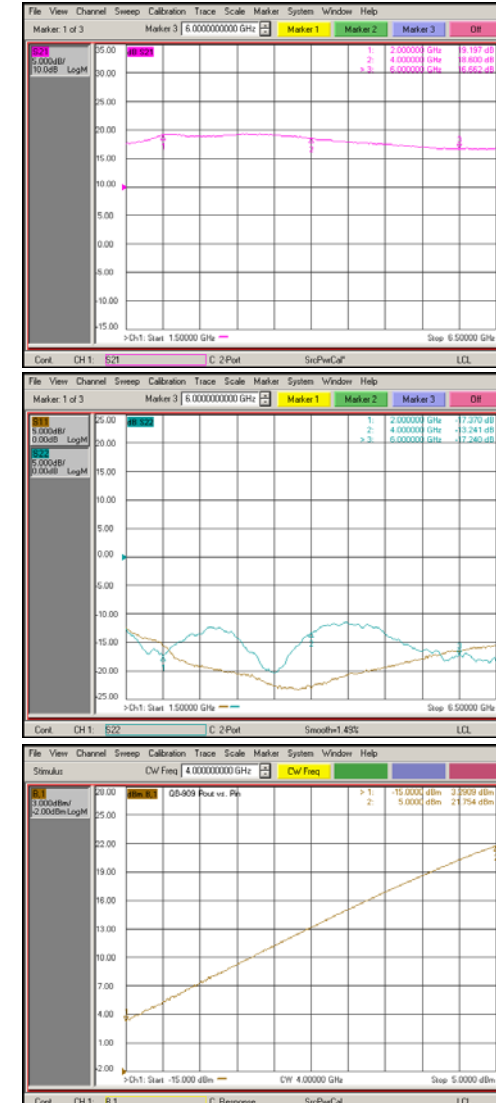 File View Channel Sweep Calibration Trace Scale Marker System Window Help
Marker: 1 of 3 Marker 3 6.0000000000 GHz Marker 1 Marker 2 Marker 3 Off
S21
5.000dB/
10.0dB LogM
35.00 dB S21
30.00
25.00
20.00
15.00
10.00
5.00
0.00
-5.00
-10.00
-15.00
1: 2.000000 GHz 19.197 dB
2: 4.000000 GHz 18.600 dB
> 3: 6.000000 GHz 16.662 dB
1
2
3
>Ch1: Start 1.50000 GHz Stop 6.50000 GHz
Cont. CH 1: S21 C 2-Port SrcPwrCal* LCL
File View Channel Sweep Calibration Trace Scale Marker System Window Help
Marker: 1 of 3 Marker 3 6.0000000000 GHz Marker 1 Marker 2 Marker 3 Off
S11
5.000dB/
0.00dB LogM
S22
5.000dB/
0.00dB LogM
25.00 dB S22
20.00
15.00
10.00
5.00
0.00
-5.00
-10.00
-15.00
-20.00
-25.00
1: 2.000000 GHz -17.370 dB
2: 4.000000 GHz -13.241 dB
> 3: 6.000000 GHz -17.240 dB
>Ch1: Start 1.50000 GHz Stop 6.50000 GHz
Cont. CH 1: S22 C 2-Port Smooth=1.49% LCL
File View Channel Sweep Calibration Trace Scale Marker System Window Help
Stimulus CW Freq 4.000000000 GHz CW Freq
B,1
3.000dBm/
-2.00dBm LogM
28.00 dBm B,1 QB-909 Pout vs. Pin
25.00
22.00
19.00
16.00
13.00
10.00
7.00
4.00
1.00
-2.00
> 1: -15.0000 dBm 3.3909 dBm
2: 5.0000 dBm 21.754 dBm
>Ch1: Start -15.000 dBm CW 4.00000 GHz Stop 5.0000 dBm
Cont. CH 1: B,1 C Response SrcPwrCal LCL